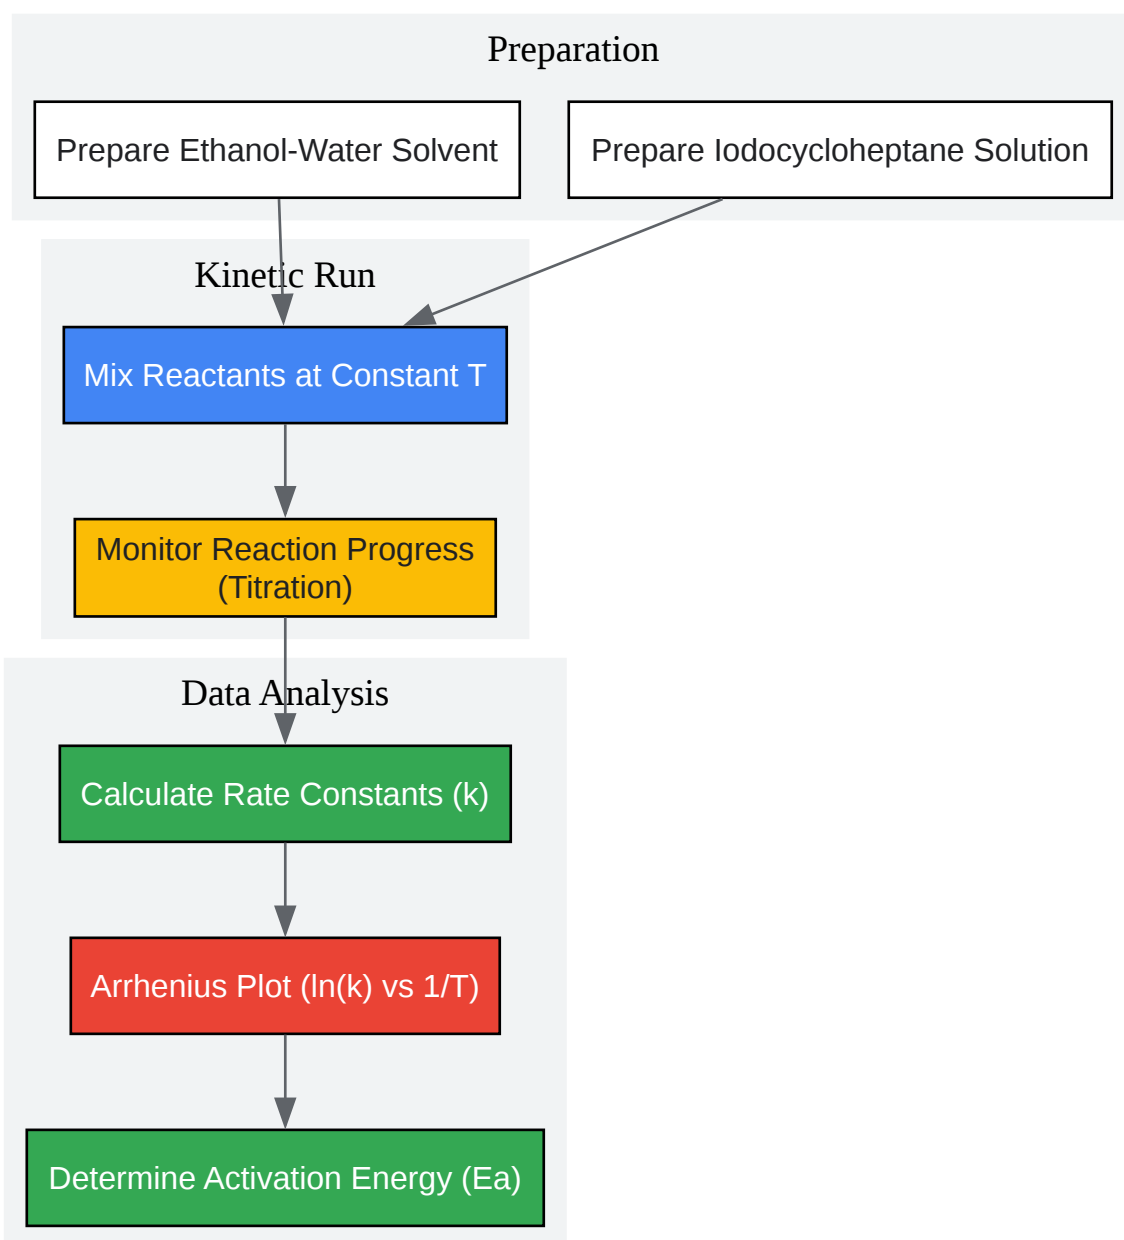 Preparation
Prepare Ethanol-Water Solvent
Prepare Iodocycloheptane Solution
Kinetic Run
Mix Reactants at Constant T
Monitor Reaction Progress
(Titration)
Data Analysis
Calculate Rate Constants (k)
Arrhenius Plot (ln(k) vs 1/T)
Determine Activation Energy (Ea)